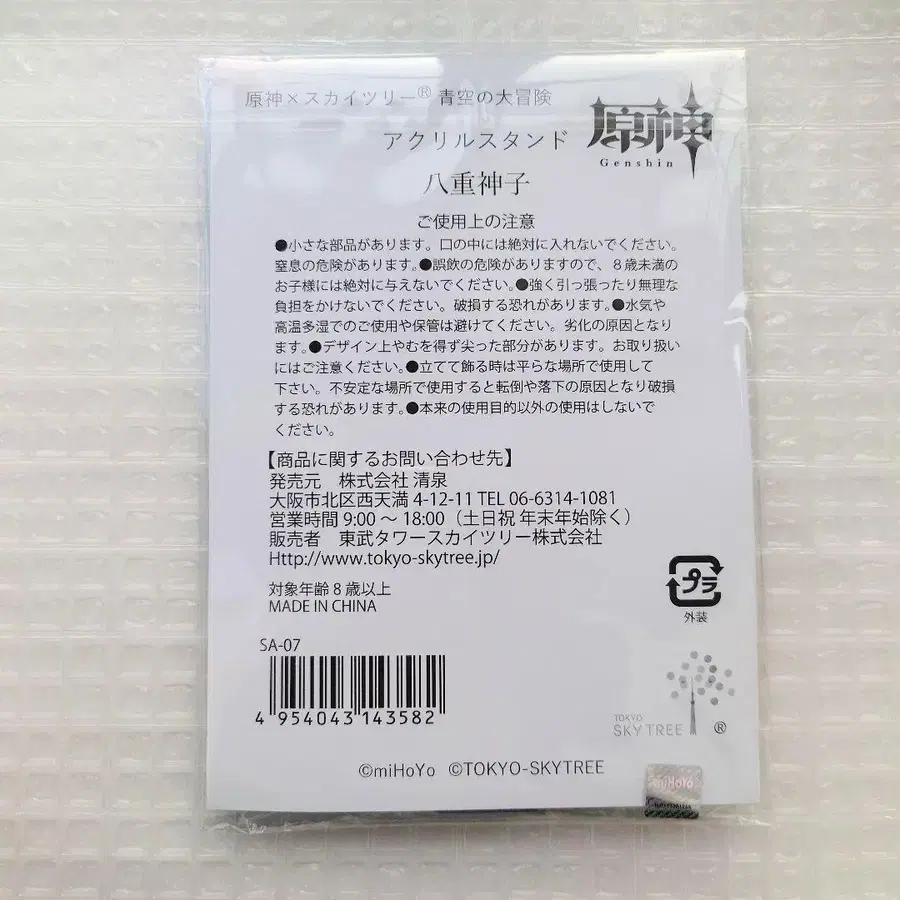 原神×スカイツリー® 青空の大冒険
アクリルスタンド
原神
Genshin
八重神子
ご使用上の注意
●小さな部品があります。口の中には絶対に入れないでください。
窒息の危険があります。●誤飲の危険がありますので、８歳未満の
お子様には絶対に与えないでください。●強く引っ張ったり無理な
負担をかけないでください。破損する恐れがあります。●水気や
高温多湿でのご使用や保管は避けてください。劣化の原因となり
ます。●デザイン上やむを得ず尖った部分があります。お取り扱い
にはご注意ください。●立てて飾る時は平らな場所で使用して
下さい。不安定な場所で使用すると転倒や落下の原因となり破損
する恐れがあります。●本来の使用目的以外の使用はしないで
ください。
【商品に関するお問い合わせ先】
発売元　株式会社 清泉
大阪市北区西天満 4-12-11 TEL 06-6314-1081
営業時間 9:00 ～ 18:00（土日祝 年末年始除く）
販売者　東武タワースカイツリー株式会社
Http://www.tokyo-skytree.jp/
対象年齢 8 歳以上
MADE IN CHINA
プラ
外装
SA-07
4 954043 143582
TOKYO
SKYTREE ®
©miHoYo ©TOKYO-SKYTREE
miHoYo